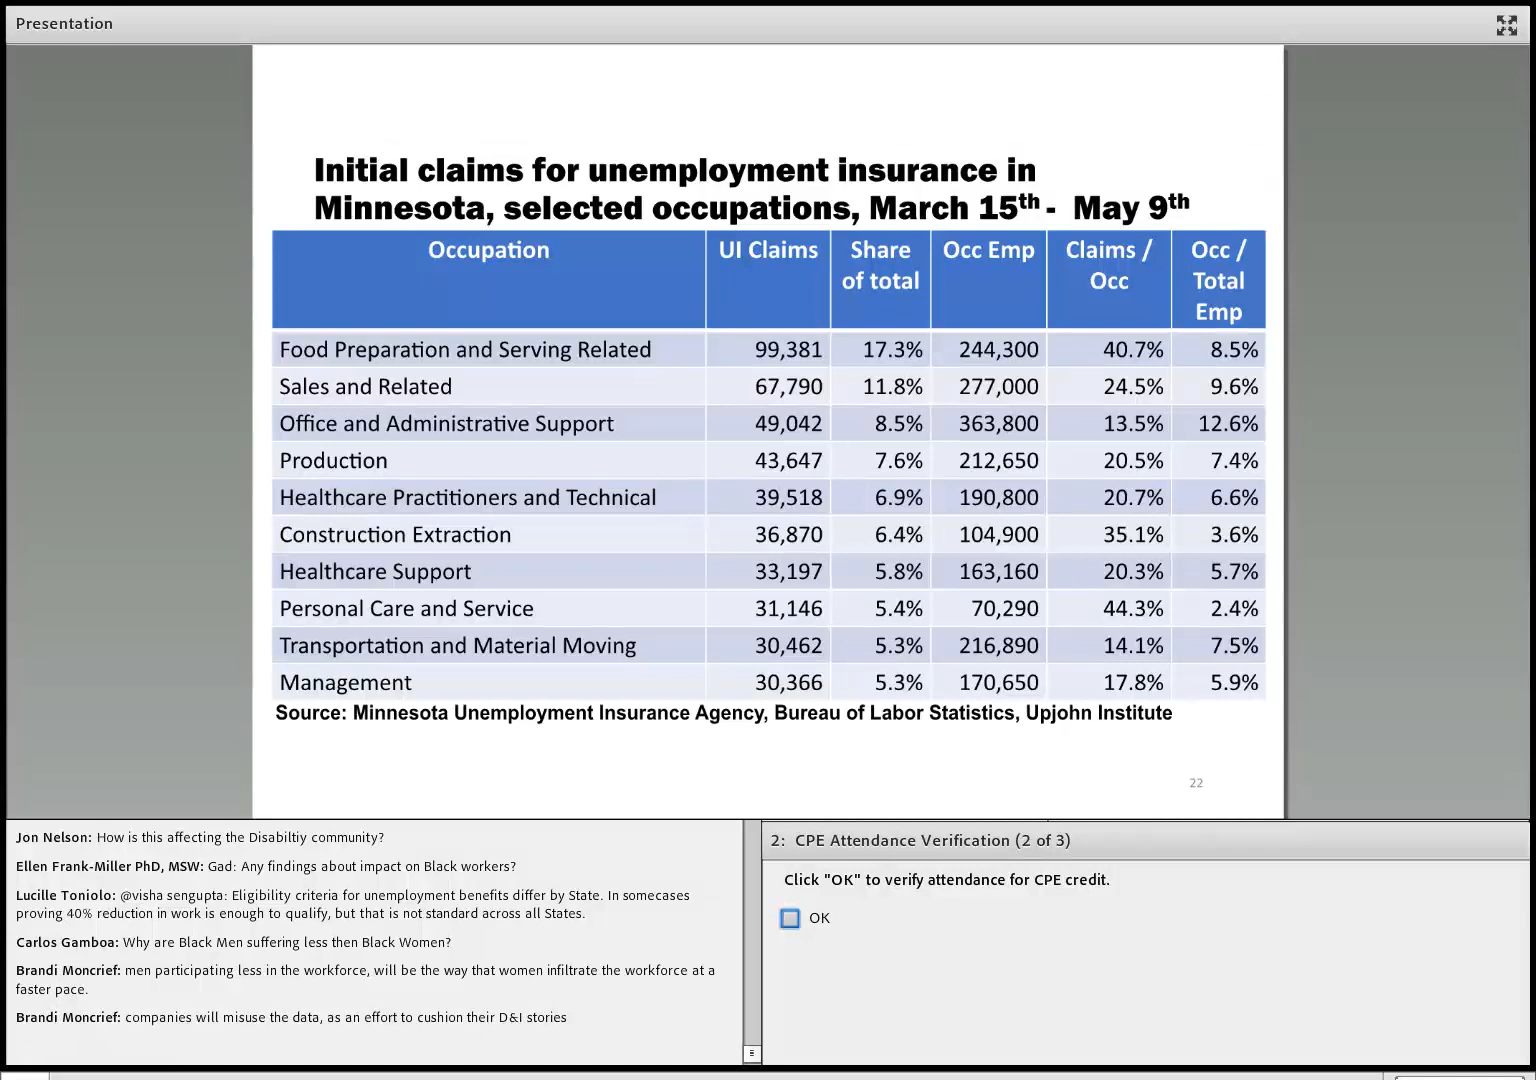 Presentation
Initial claims for unemployment insurance in
Minnesota, selected occupations, March 15th - May 9th
Occupation UI Claims Share of total Occ Emp Claims / Occ Occ / Total Emp
Food Preparation and Serving Related 99,381 17.3% 244,300 40.7% 8.5%
Sales and Related 67,790 11.8% 277,000 24.5% 9.6%
Office and Administrative Support 49,042 8.5% 363,800 13.5% 12.6%
Production 43,647 7.6% 212,650 20.5% 7.4%
Healthcare Practitioners and Technical 39,518 6.9% 190,800 20.7% 6.6%
Construction Extraction 36,870 6.4% 104,900 35.1% 3.6%
Healthcare Support 33,197 5.8% 163,160 20.3% 5.7%
Personal Care and Service 31,146 5.4% 70,290 44.3% 2.4%
Transportation and Material Moving 30,462 5.3% 216,890 14.1% 7.5%
Management 30,366 5.3% 170,650 17.8% 5.9%
Source: Minnesota Unemployment Insurance Agency, Bureau of Labor Statistics, Upjohn Institute
22
Jon Nelson: How is this affecting the Disabiltiy community?
Ellen Frank-Miller PhD, MSW: Gad: Any findings about impact on Black workers?
Lucille Toniolo: @visha sengupta: Eligibility criteria for unemployment benefits differ by State. In somecases
proving 40% reduction in work is enough to qualify, but that is not standard across all States.
Carlos Gamboa: Why are Black Men suffering less then Black Women?
Brandi Moncrief: men participating less in the workforce, will be the way that women infiltrate the workforce at a
faster pace.
Brandi Moncrief: companies will misuse the data, as an effort to cushion their D&I stories
2: CPE Attendance Verification (2 of 3)
Click "OK" to verify attendance for CPE credit.
OK